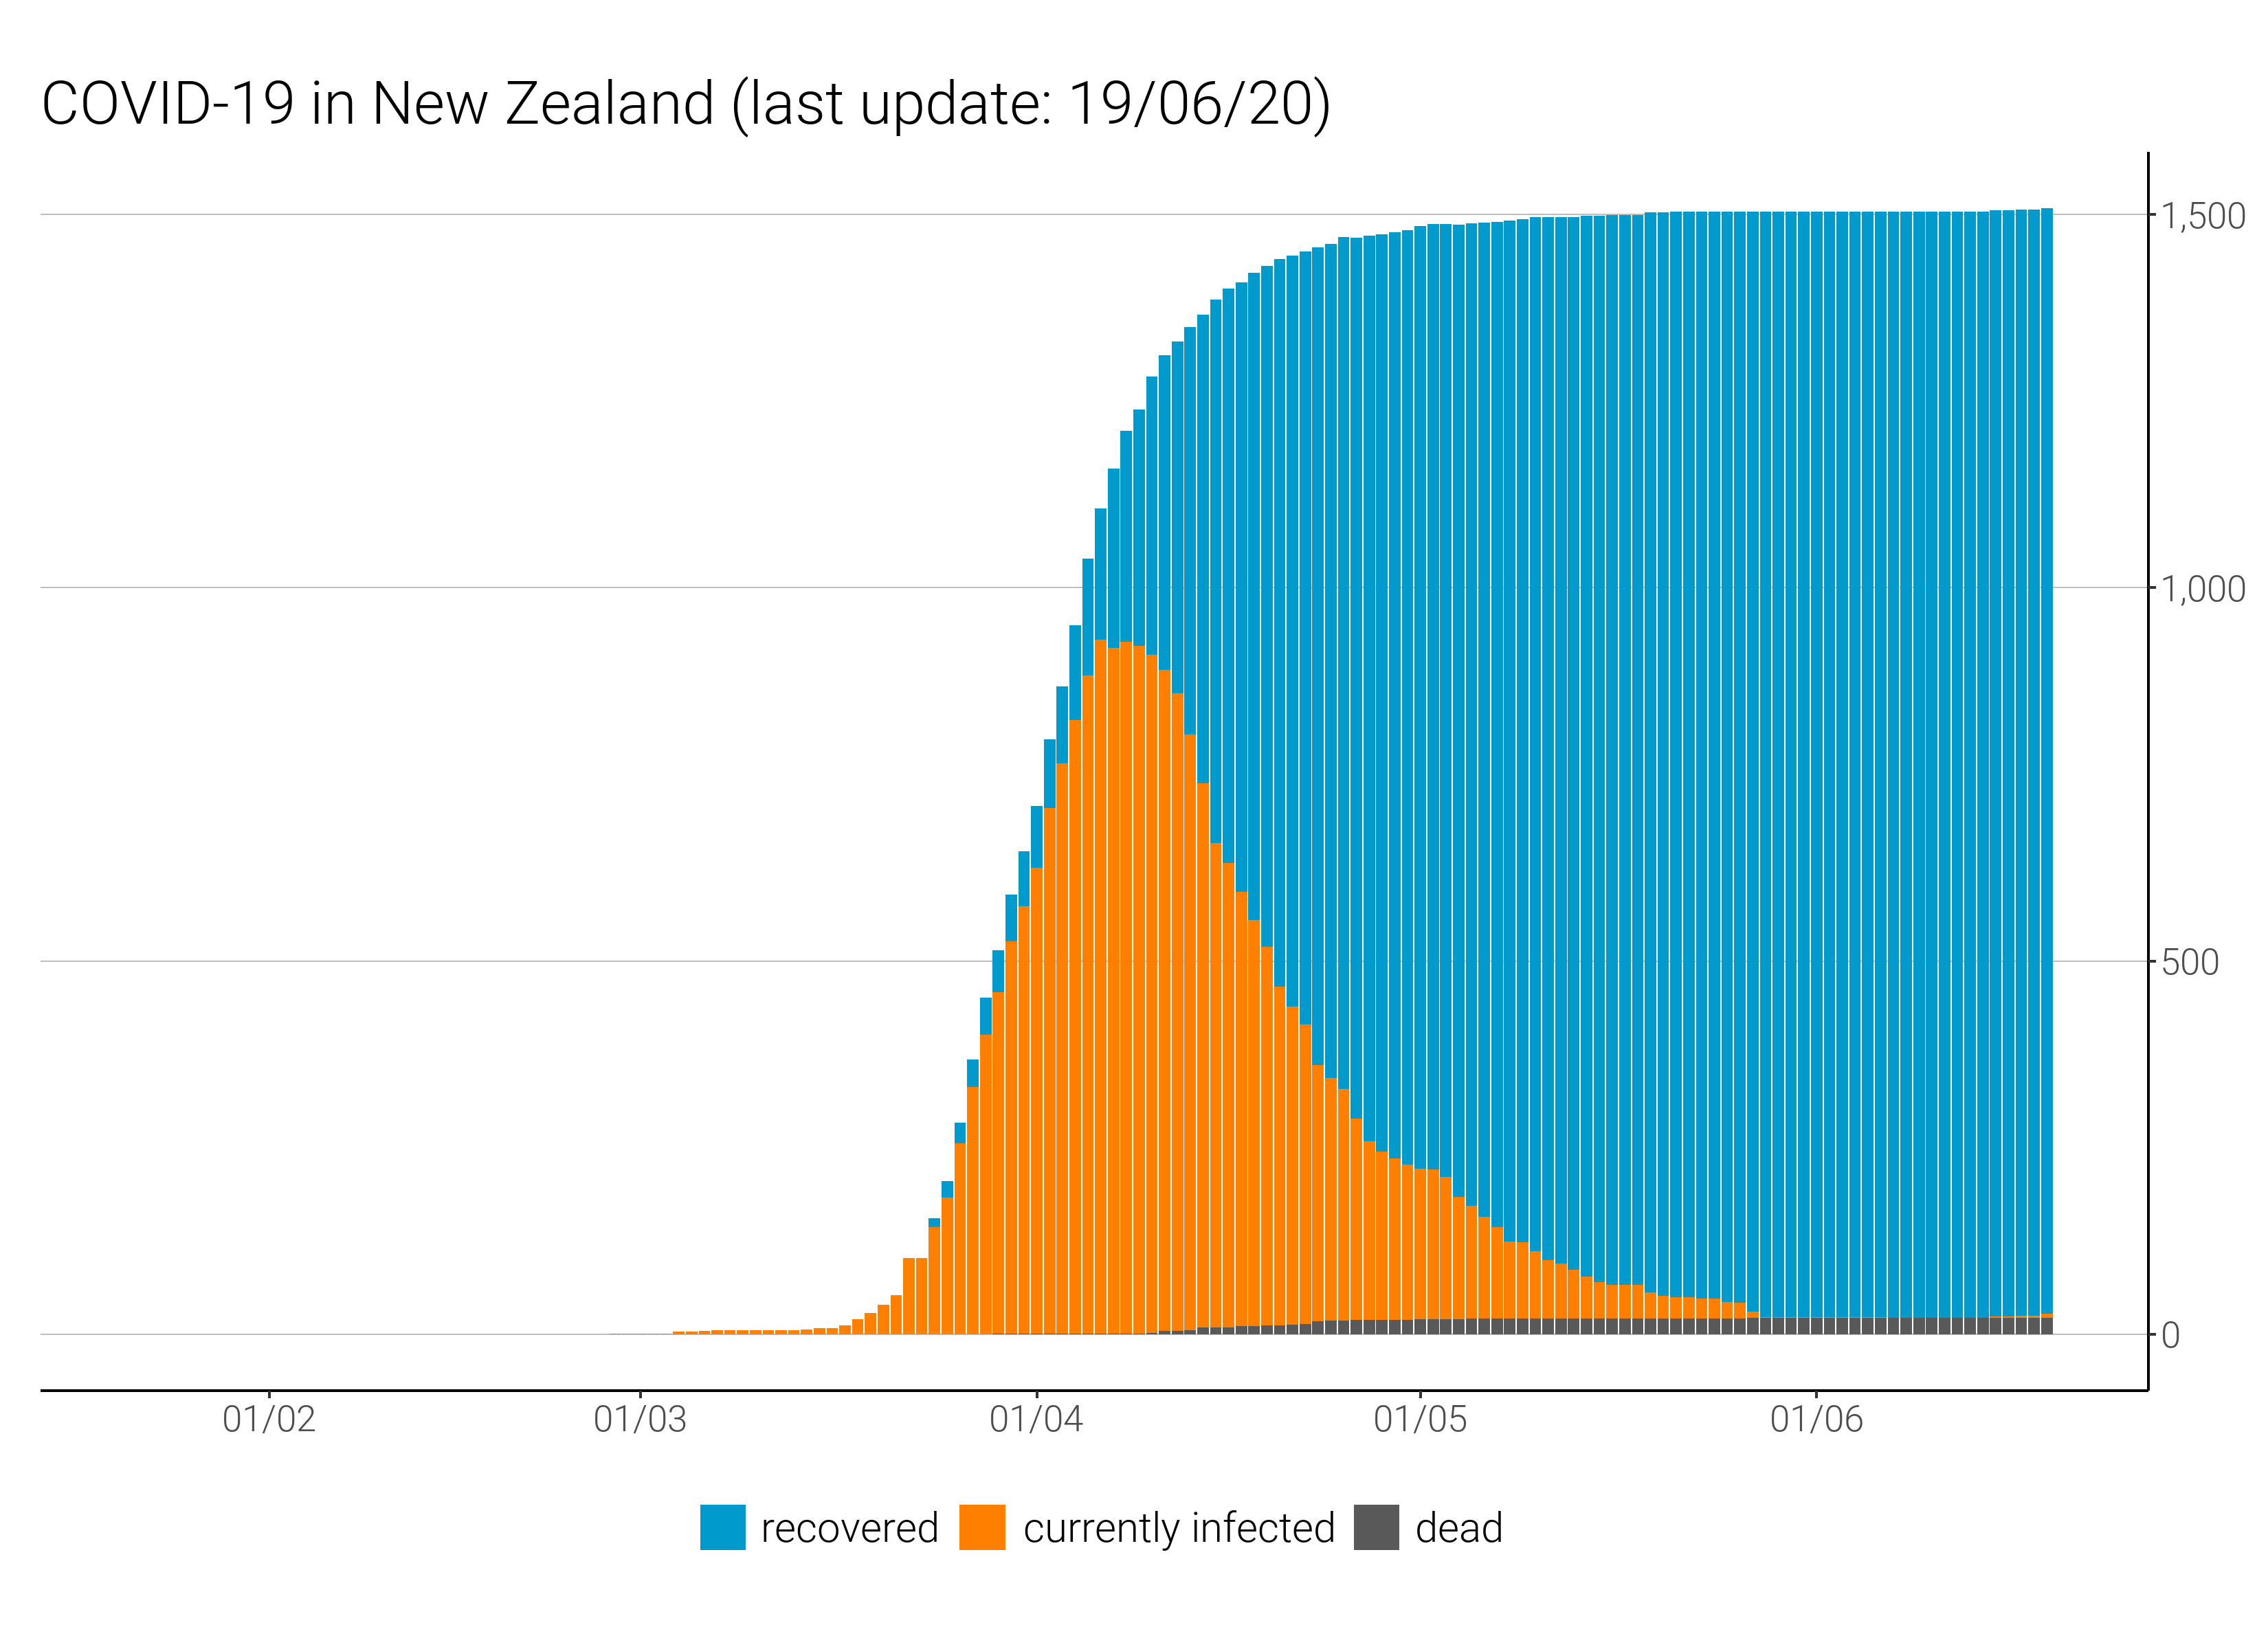 COVID-19 in New Zealand (last update: 19/06/20)
1,500
1,000
500
0
01/02 01/03 01/04 01/05 01/06
recovered currently infected dead